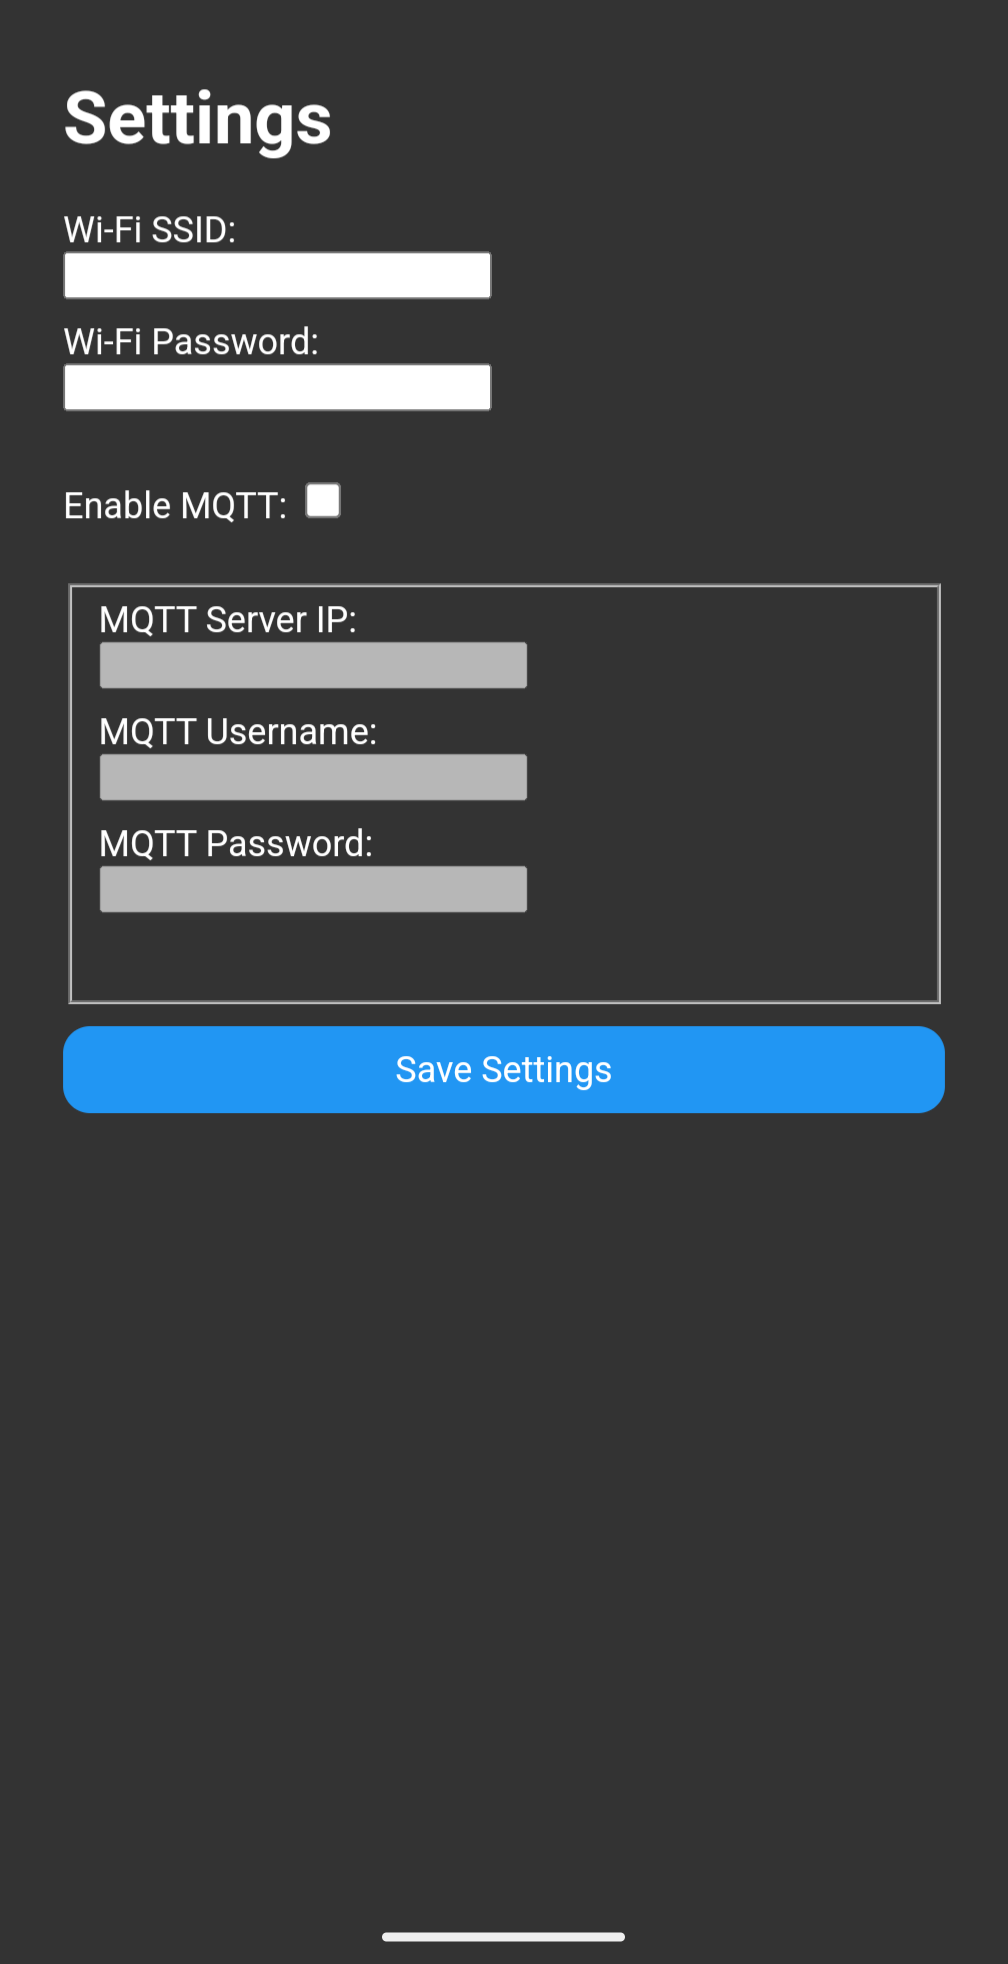 Settings
Wi-Fi SSID:
Wi-Fi Password:
Enable MQTT:
MQTT Server IP:
MQTT Username:
MQTT Password:
Save Settings